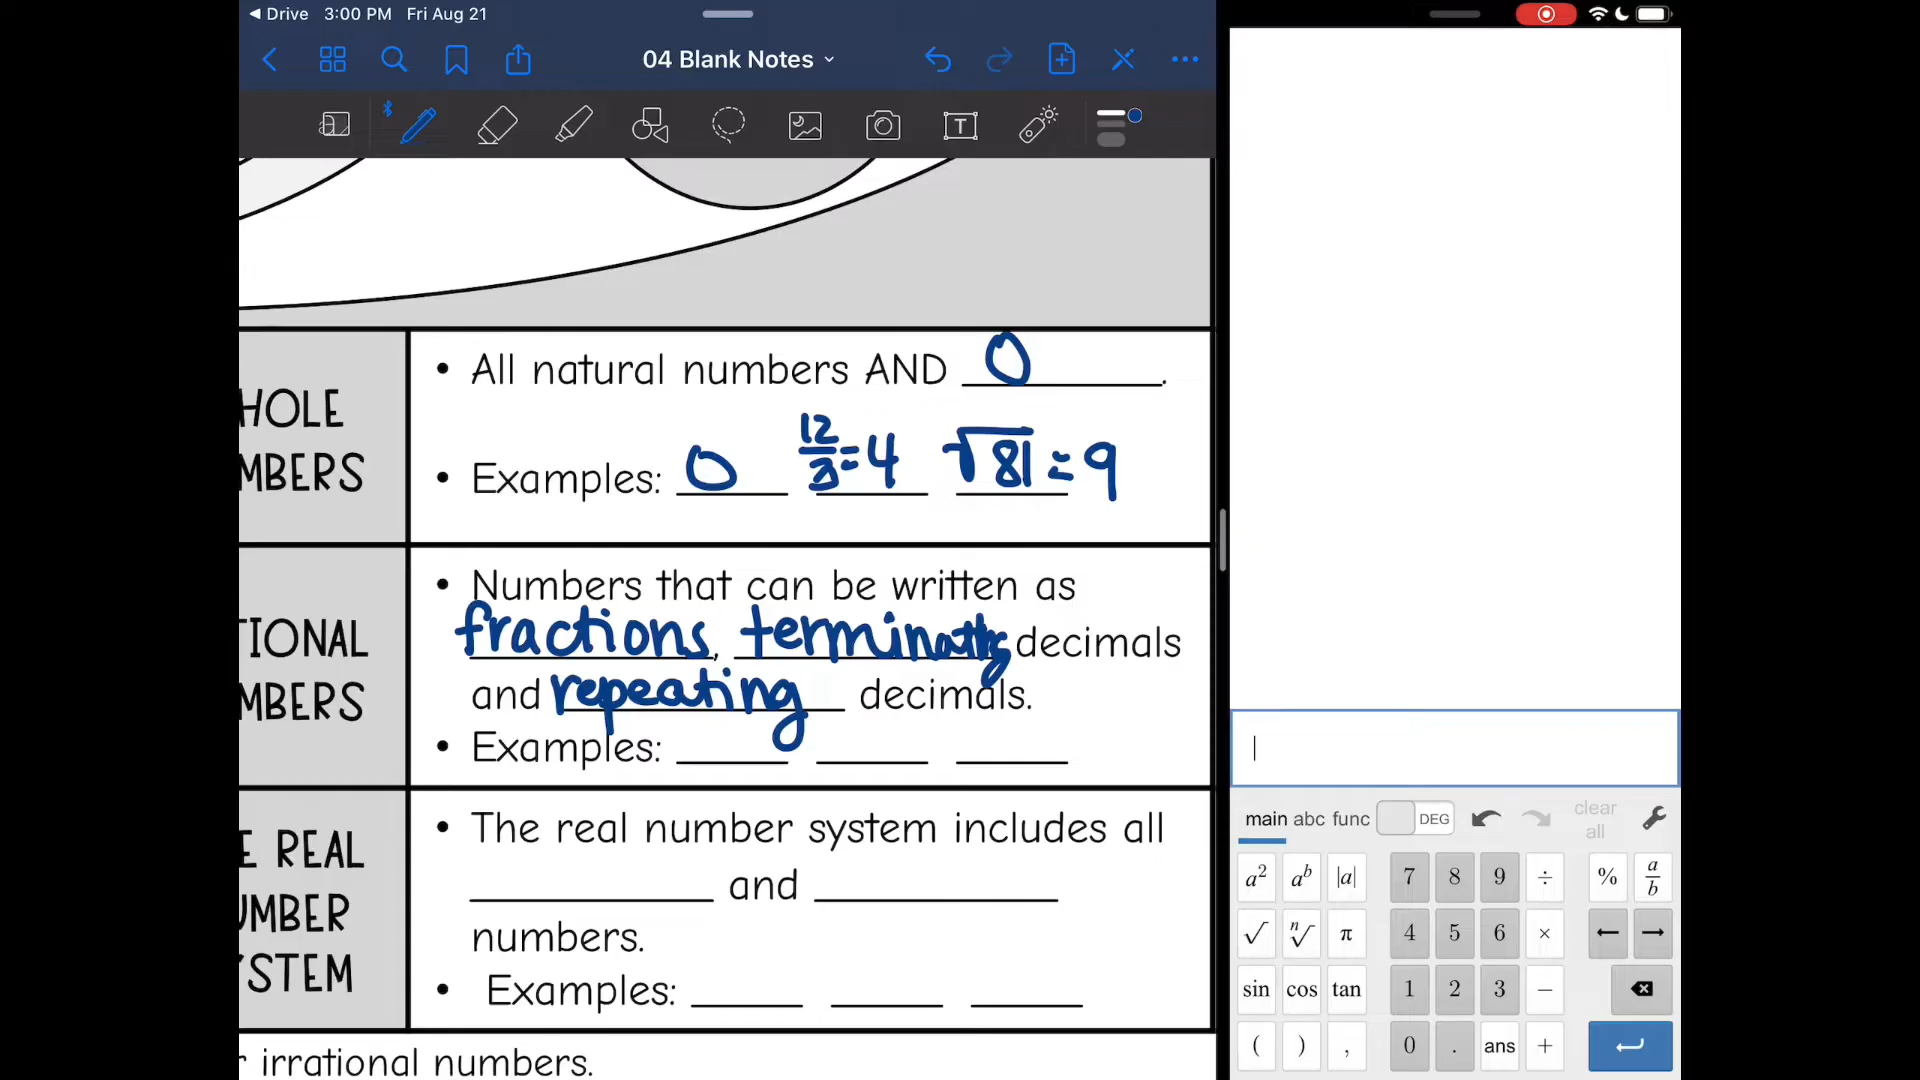 Drive 3:00 PM Fri Aug 21
04 Blank Notes
T
HOLE
MBERS
• All natural numbers AND 0.
• Examples: 0 12/3=4 √81=9
TIONAL
MBERS
• Numbers that can be written as
fractions, terminating decimals
and repeating decimals.
• Examples:
E REAL
UMBER
YSTEM
• The real number system includes all
and
numbers.
• Examples:
r irrational numbers.
main abc func DEG clear all
a² aᵇ |a| 7 8 9 ÷ % a/b
√ ⁿ√ π 4 5 6 × ← →
sin cos tan 1 2 3 −
( ) , 0 . ans +